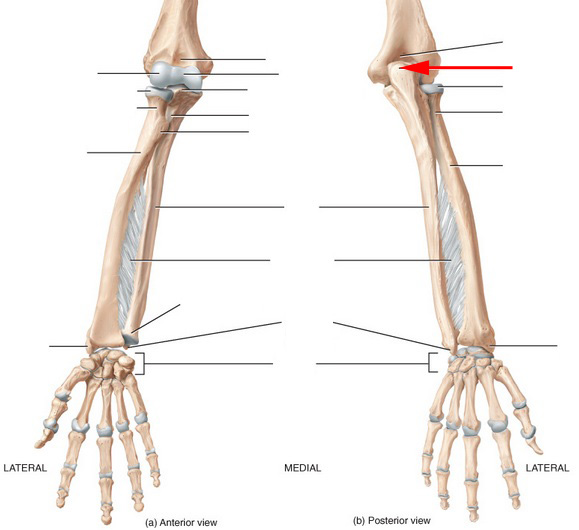 LATERAL
MEDIAL
LATERAL
(a) Anterior view
(b) Posterior view